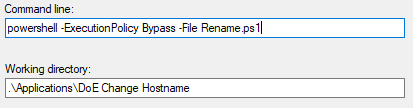 Command line:
powershell -ExecutionPolicy Bypass -File Rename.ps1
Working directory:
.\Applications\DoE Change Hostname